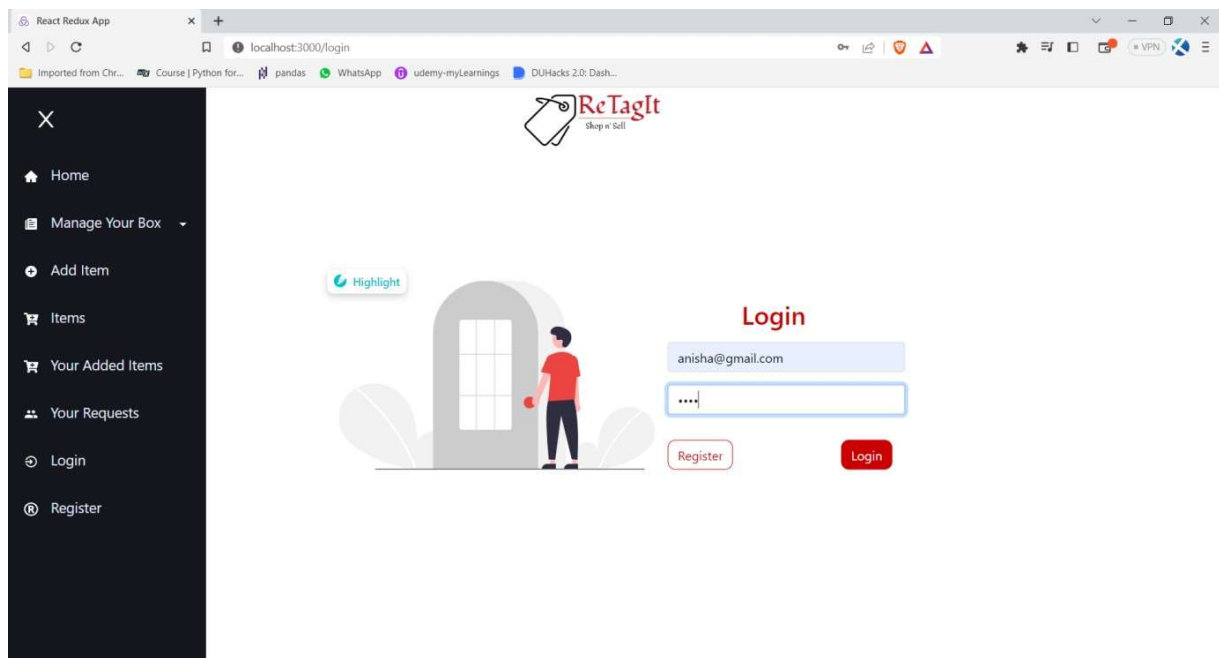 React Redux App
localhost:3000/login
VPN
Imported from Chr... Course | Python for... pandas WhatsApp udemy-myLearnings DUHacks 2.0: Dash...
ReTagIt
Shop n' Sell
Home
Manage Your Box
Add Item
Items
Your Added Items
Your Requests
Login
Register
Highlight
Login
anisha@gmail.com
••••
Register Login